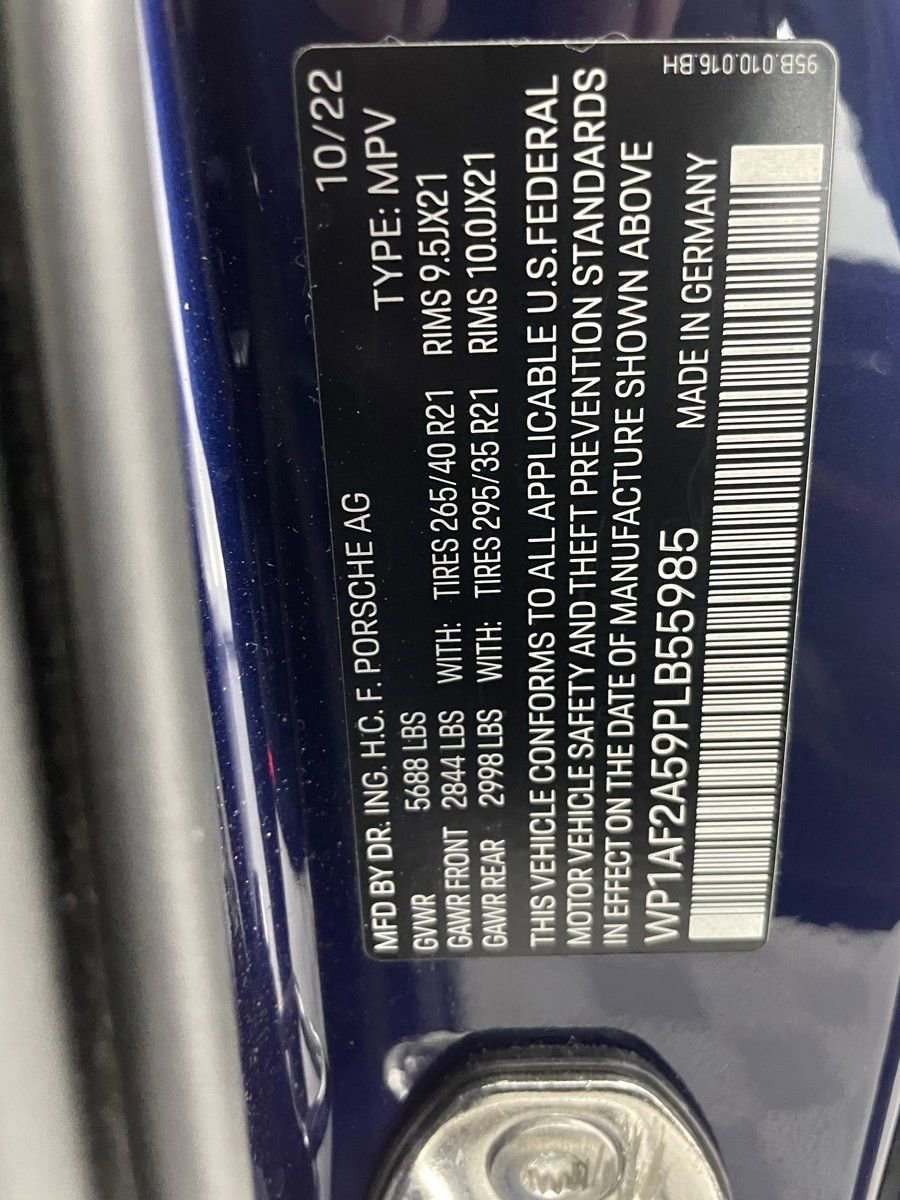 MFD BY DR. ING. H.C. F. PORSCHE AG 10/22
GVWR 5688 LBS TYPE: MPV
GAWR FRONT 2844 LBS WITH: TIRES 265/40 R21 RIMS 9.5JX21
GAWR REAR 2998 LBS WITH: TIRES 295/35 R21 RIMS 10.0JX21
THIS VEHICLE CONFORMS TO ALL APPLICABLE U.S. FEDERAL
MOTOR VEHICLE SAFETY AND THEFT PREVENTION STANDARDS
IN EFFECT ON THE DATE OF MANUFACTURE SHOWN ABOVE
WP1AF2A59PLB55985 MADE IN GERMANY
95B.010.016.BH